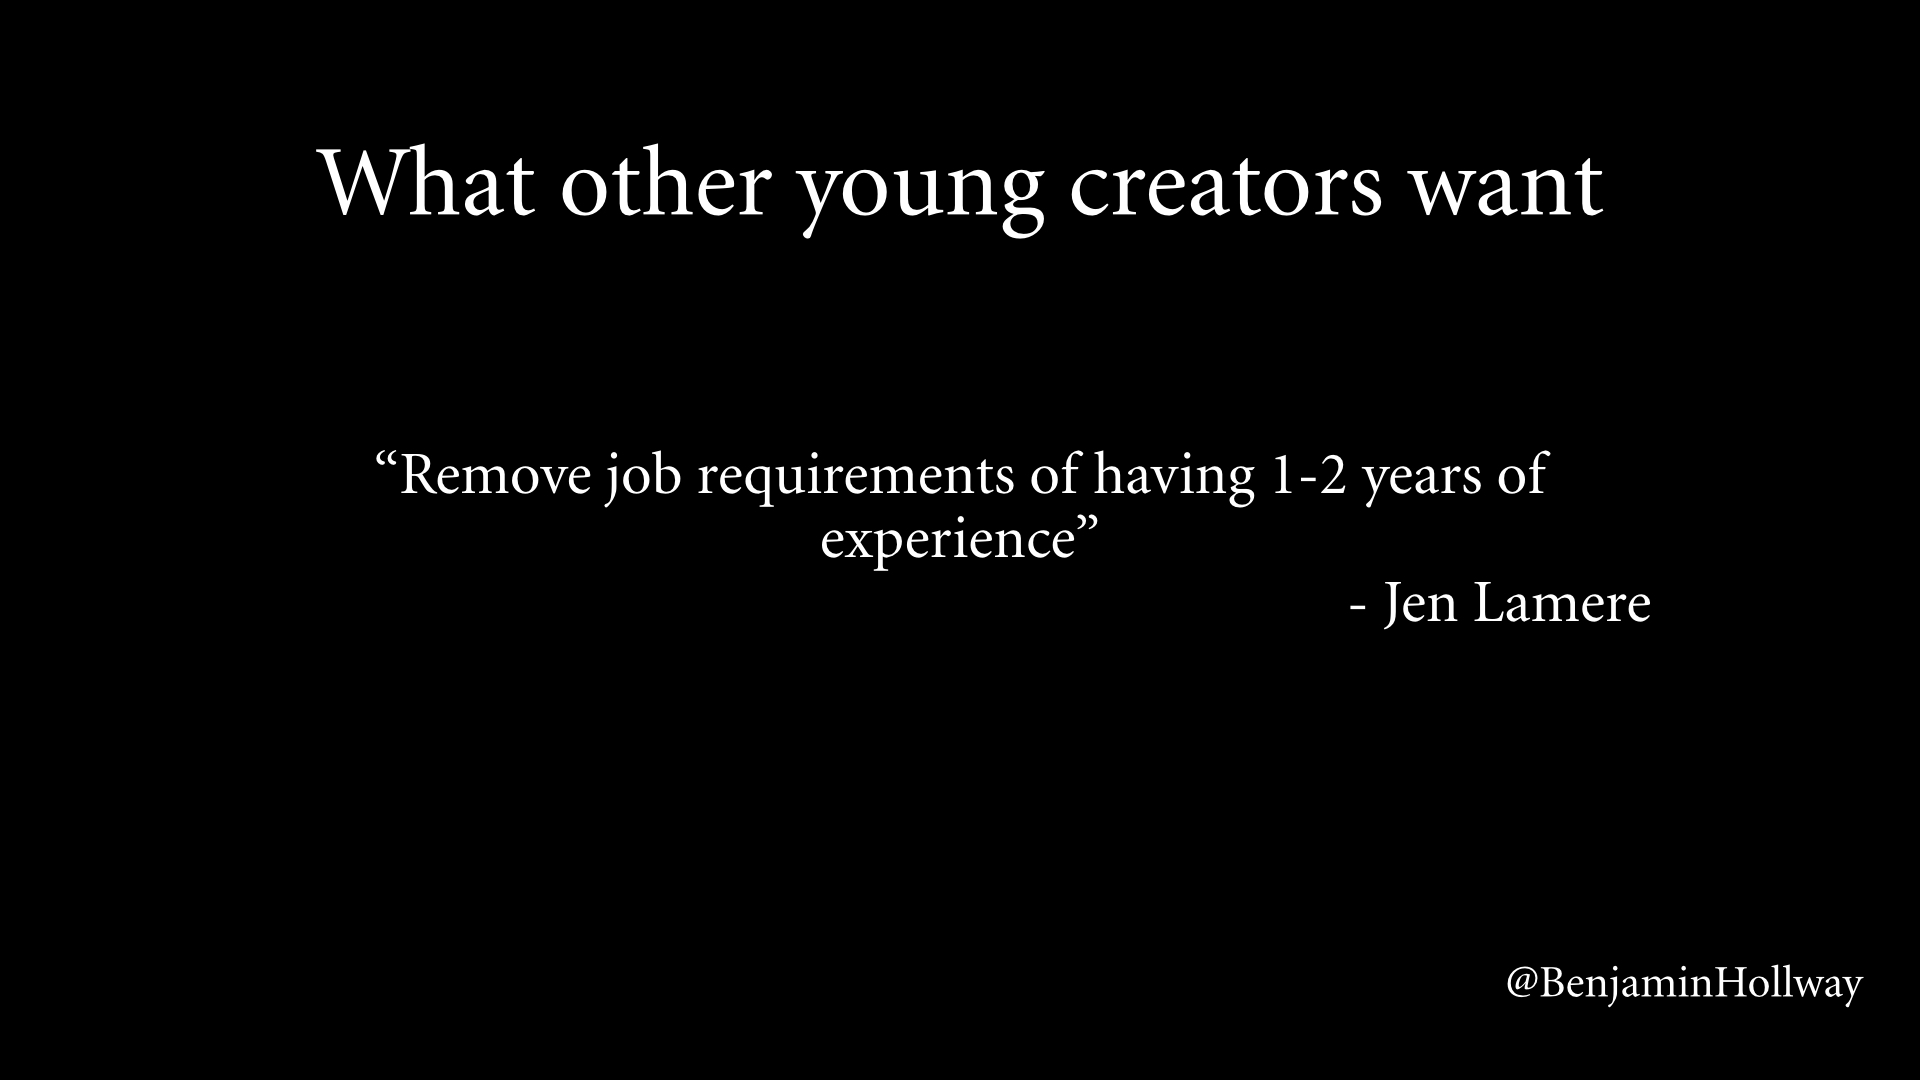 What other young creators want
“Remove job requirements of having 1-2 years of
experience”
- Jen Lamere
@BenjaminHollway